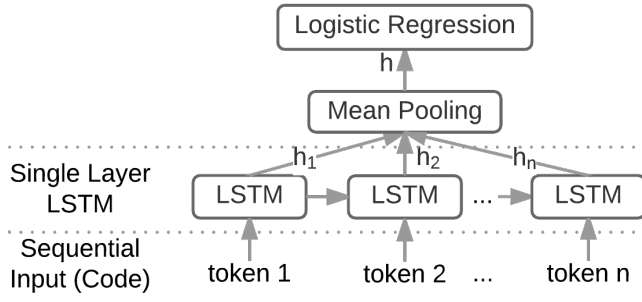 Logistic Regression
h
Mean Pooling
h₁ h₂ hₙ
Single Layer
LSTM
LSTM LSTM ... LSTM
Sequential
Input (Code)
token 1 token 2 ... token n